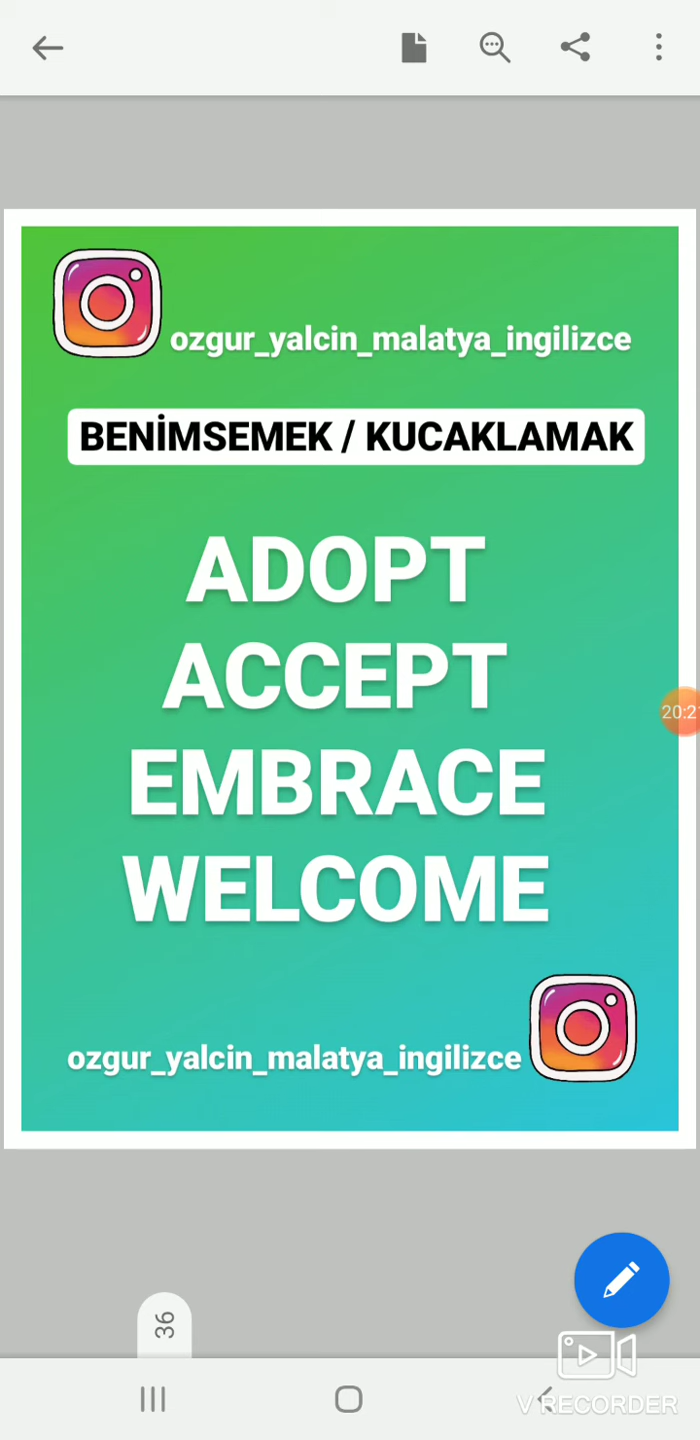 ozgur_yalcin_malatya_ingilizce
BENİMSEMEK / KUCAKLAMAK
ADOPT
ACCEPT
EMBRACE
WELCOME
ozgur_yalcin_malatya_ingilizce
36
V RECORDER